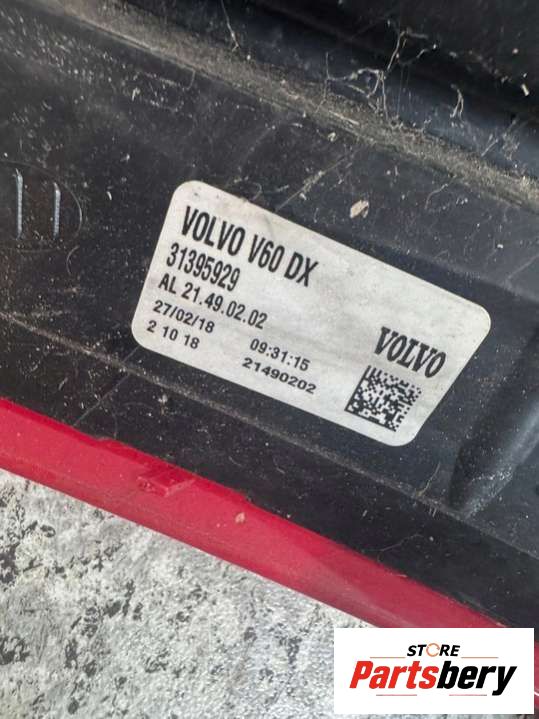 VOLVO V60 DX
31395929
AL 21.49.02.02
27/02/18 09:31:15
2 10 18 21490202
VOLVO
11
STORE
Partsbery